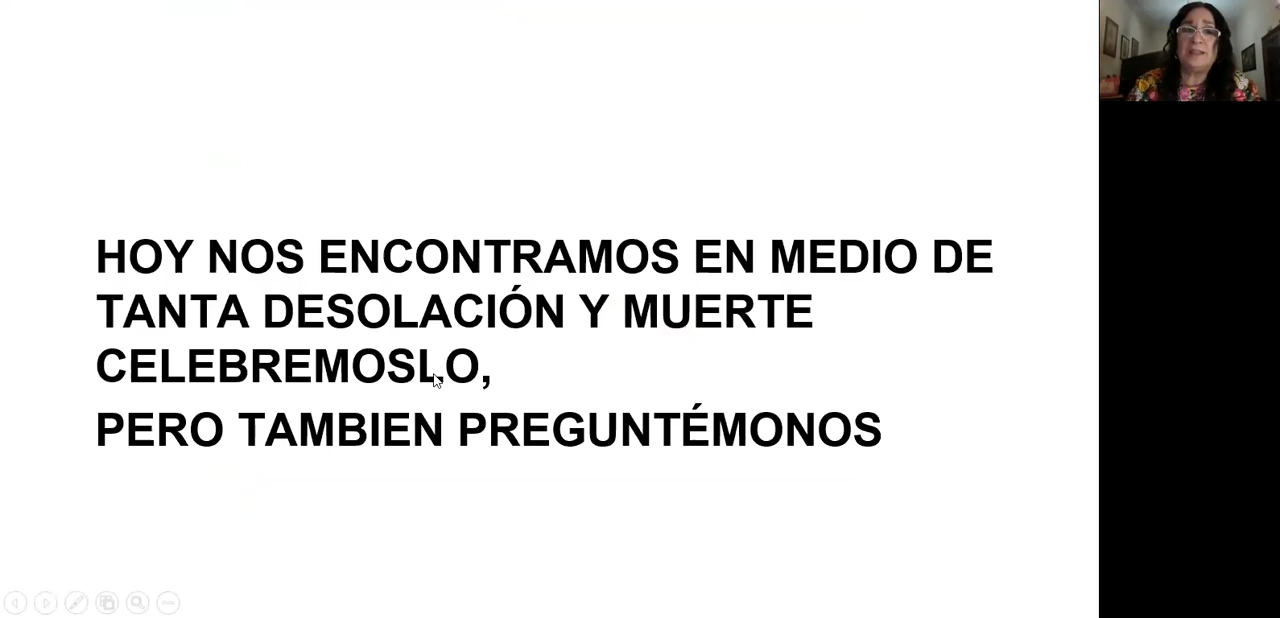 HOY NOS ENCONTRAMOS EN MEDIO DE
TANTA DESOLACIÓN Y MUERTE
CELEBREMOSLO,
PERO TAMBIEN PREGUNTÉMONOS